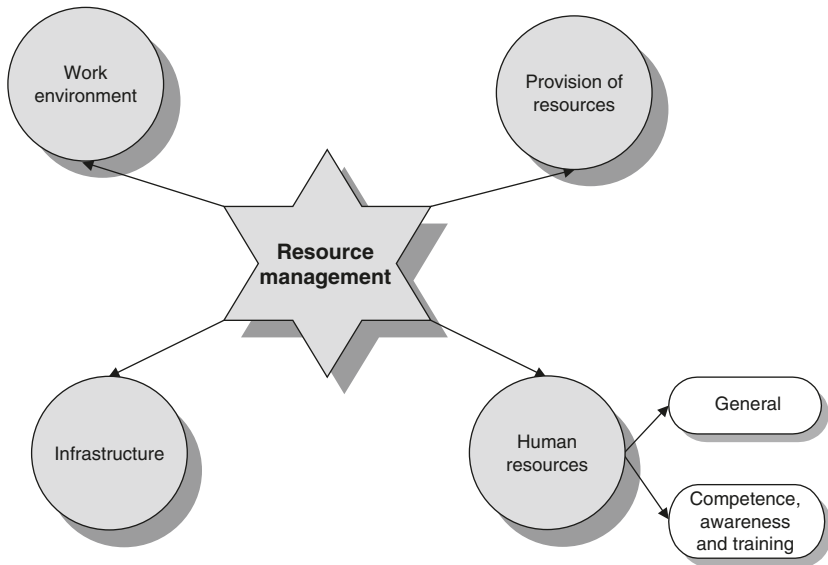 Work
environment
Provision of
resources
Resource
management
Infrastructure
Human
resources
General
Competence,
awareness
and training